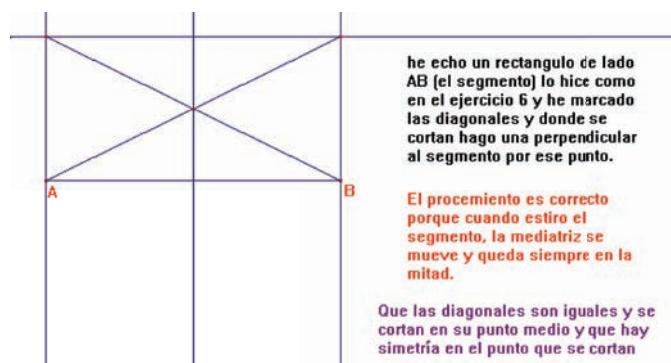 he echo un rectangulo de lado
AB (el segmento) lo hice como
en el ejercicio 6 y he marcado
las diagonales y donde se
cortan hago una perpendicular
al segmento por ese punto.
A
B
El procemiento es correcto
porque cuando estiro el
segmento, la mediatriz se
mueve y queda siempre en la
mitad.
Que las diagonales son iguales y se
cortan en su punto medio y que hay
simetría en el punto que se cortan